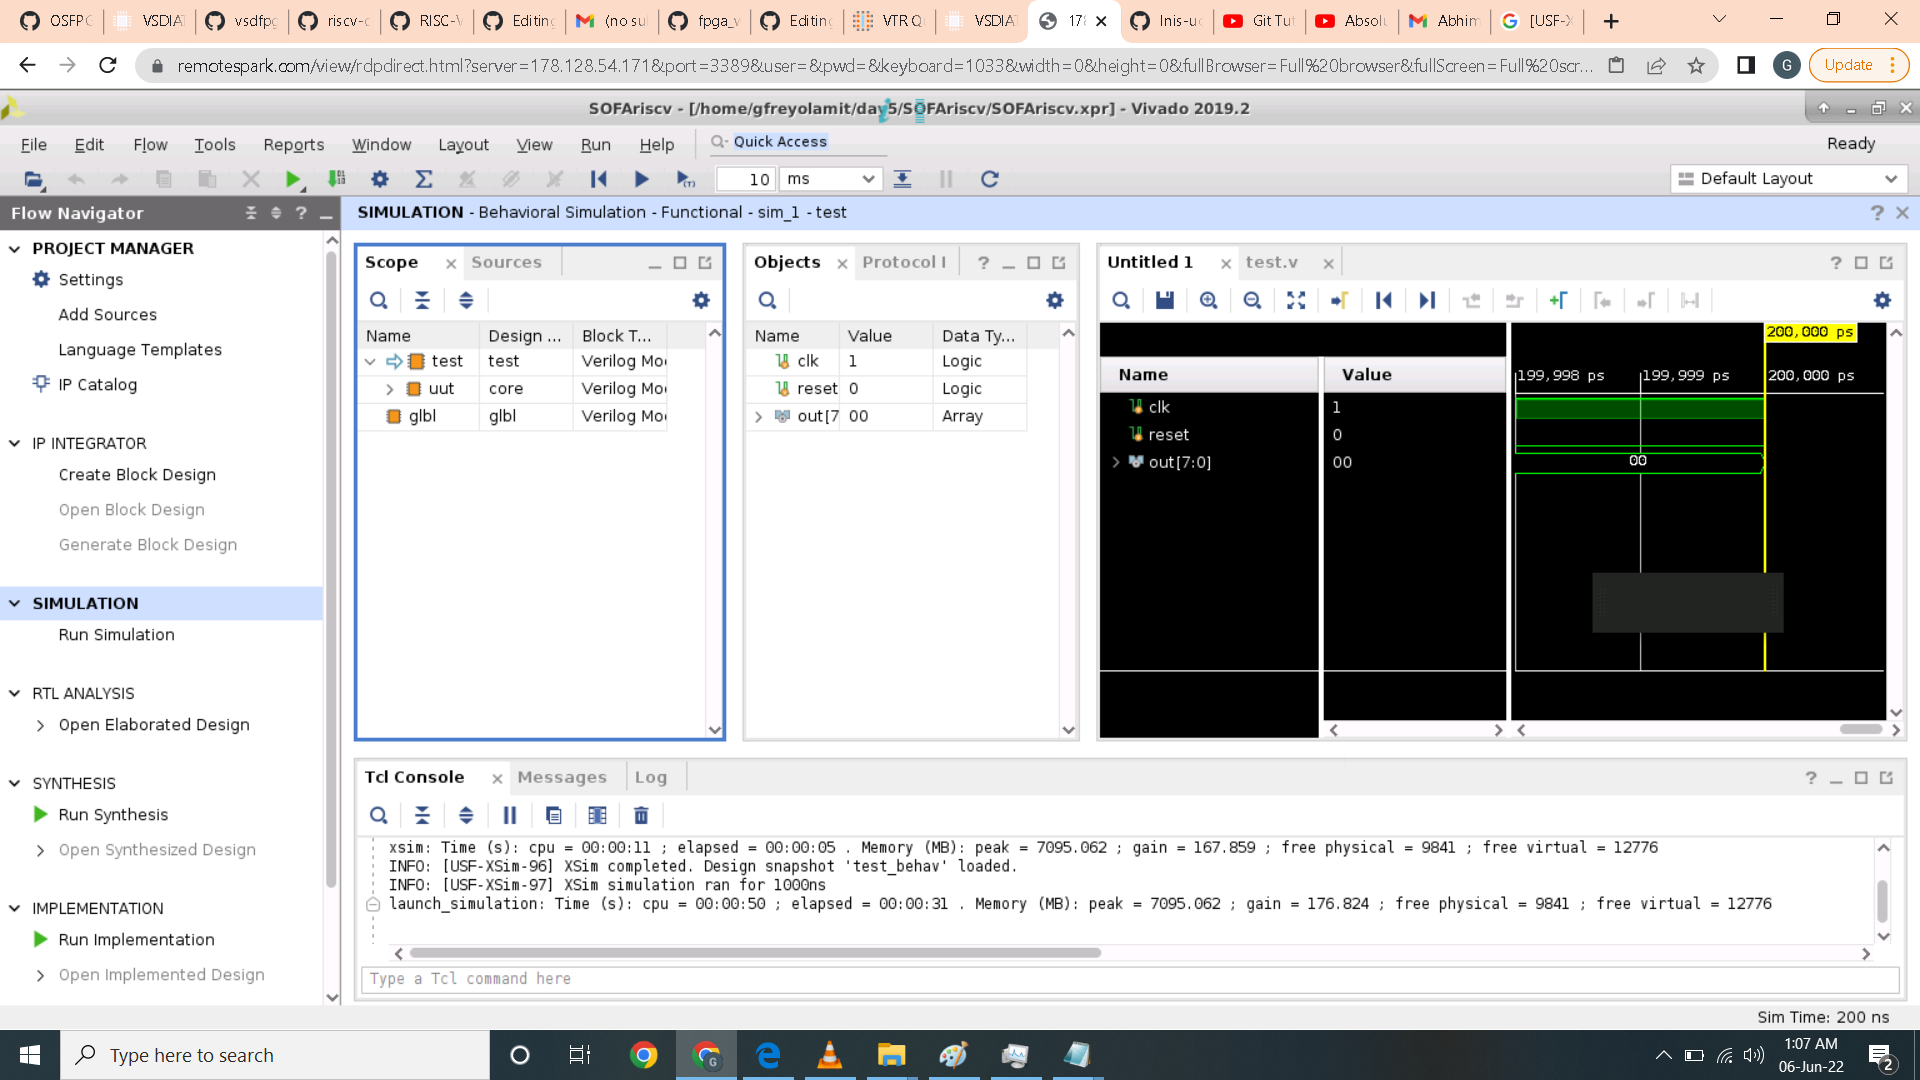 OSFPG
VSDIAT
vsdfpg
riscv-c
RISC-V
Editing
(no su
fpga_v
Editing
VTR Q
VSDIAT
178
Inis-uc
Git Tut
Absolu
Abhim
[USF-X
remotespark.com/view/rdpdirect.html?server=178.128.54.171&port=3389&user=&pwd=&keyboard=1033&width=0&height=0&fullBrowser=Full%20browser&fullScreen=Full%20scr...
G
Update
SOFAriscv - [/home/gfreyolamit/day5/SOFAriscv/SOFAriscv.xpr] - Vivado 2019.2
File Edit Flow Tools Reports Window Layout View Run Help
Quick Access
Ready
10 ms
Default Layout
Flow Navigator
SIMULATION - Behavioral Simulation - Functional - sim_1 - test
PROJECT MANAGER
Settings
Add Sources
Language Templates
IP Catalog
IP INTEGRATOR
Create Block Design
Open Block Design
Generate Block Design
SIMULATION
Run Simulation
RTL ANALYSIS
Open Elaborated Design
SYNTHESIS
Run Synthesis
Open Synthesized Design
IMPLEMENTATION
Run Implementation
Open Implemented Design
Scope Sources
Name Design ... Block T...
test test Verilog Mod
uut core Verilog Mod
glbl glbl Verilog Mod
Objects Protocol I
Name Value Data Ty...
clk 1 Logic
reset 0 Logic
out[7 00 Array
Untitled 1 test.v
200,000 ps
Name Value
199,998 ps 199,999 ps 200,000 ps
clk 1
reset 0
out[7:0] 00
00
Tcl Console Messages Log
xsim: Time (s): cpu = 00:00:11 ; elapsed = 00:00:05 . Memory (MB): peak = 7095.062 ; gain = 167.859 ; free physical = 9841 ; free virtual = 12776
INFO: [USF-XSim-96] XSim completed. Design snapshot 'test_behav' loaded.
INFO: [USF-XSim-97] XSim simulation ran for 1000ns
launch_simulation: Time (s): cpu = 00:00:50 ; elapsed = 00:00:31 . Memory (MB): peak = 7095.062 ; gain = 176.824 ; free physical = 9841 ; free virtual = 12776
Type a Tcl command here
Sim Time: 200 ns
Type here to search
1:07 AM
06-Jun-22
2